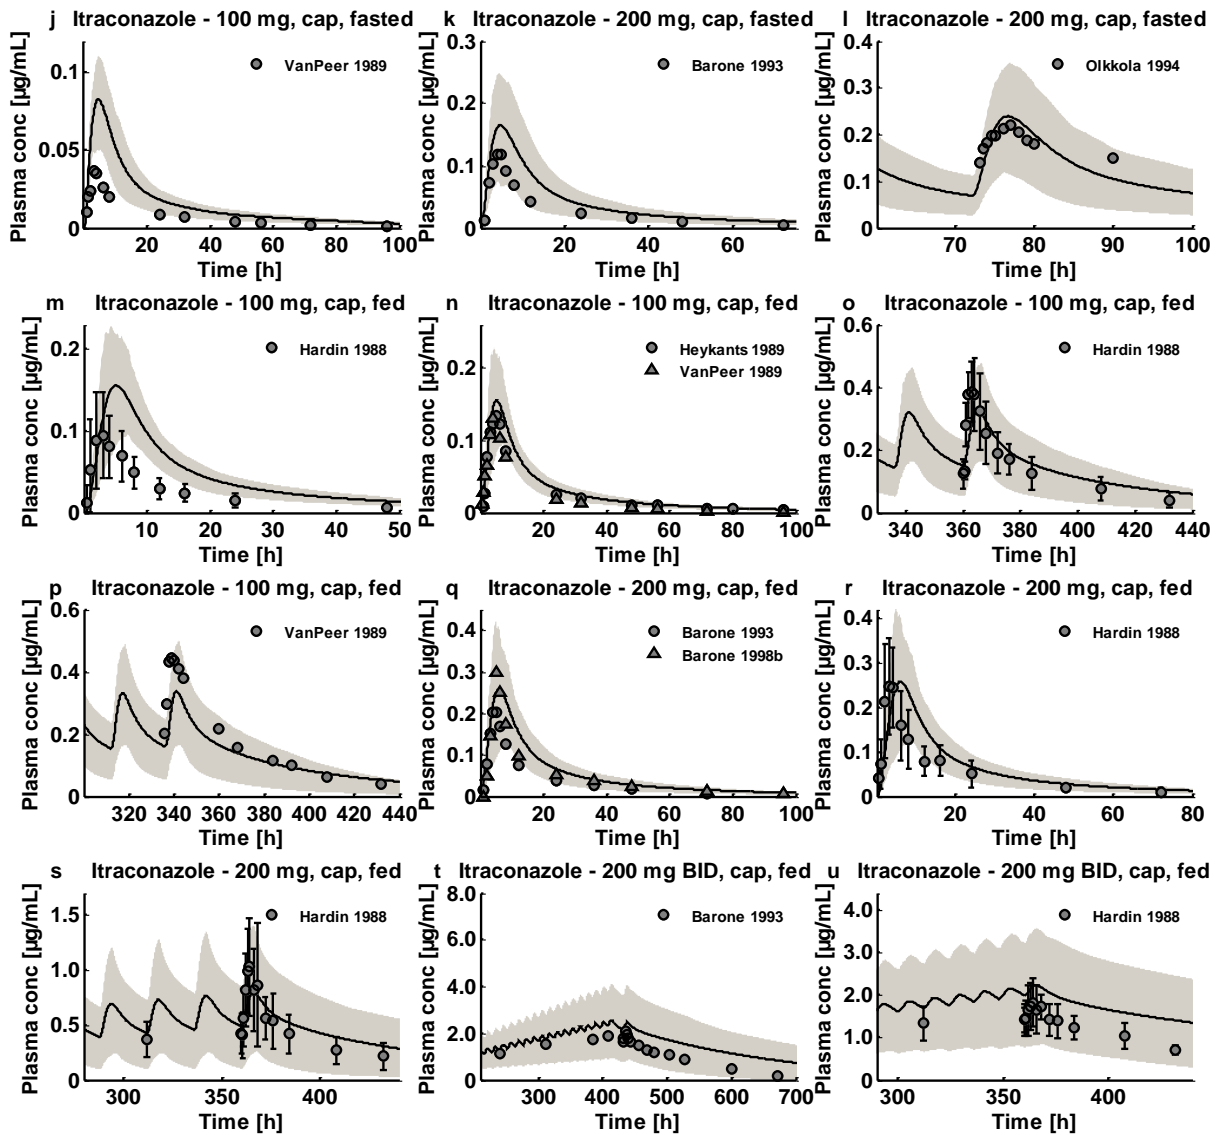 j Itraconazole - 100 mg, cap, fasted
Plasma conc [µg/mL]
0.1
0.05
0
VanPeer 1989
20 40 60 80 100
Time [h]
k Itraconazole - 200 mg, cap, fasted
Plasma conc [µg/mL]
0.3
0.2
0.1
0
Barone 1993
20 40 60
Time [h]
l Itraconazole - 200 mg, cap, fasted
Plasma conc [µg/mL]
0.4
0.3
0.2
0.1
0
Olkkola 1994
70 80 90 100
Time [h]
m Itraconazole - 100 mg, cap, fed
Plasma conc [µg/mL]
0.2
0.1
0
Hardin 1988
10 20 30 40 50
Time [h]
n Itraconazole - 100 mg, cap, fed
Plasma conc [µg/mL]
0.2
0.1
0
Heykants 1989
VanPeer 1989
20 40 60 80 100
Time [h]
o Itraconazole - 100 mg, cap, fed
Plasma conc [µg/mL]
0.6
0.4
0.2
0
Hardin 1988
340 360 380 400 420 440
Time [h]
p Itraconazole - 100 mg, cap, fed
Plasma conc [µg/mL]
0.6
0.4
0.2
0
VanPeer 1989
320 340 360 380 400 420 440
Time [h]
q Itraconazole - 200 mg, cap, fed
Plasma conc [µg/mL]
0.4
0.3
0.2
0.1
0
Barone 1993
Barone 1998b
20 40 60 80 100
Time [h]
r Itraconazole - 200 mg, cap, fed
Plasma conc [µg/mL]
0.4
0.3
0.2
0.1
0
Hardin 1988
20 40 60 80
Time [h]
s Itraconazole - 200 mg, cap, fed
Plasma conc [µg/mL]
1.5
1.0
0.5
0
Hardin 1988
300 350 400
Time [h]
t Itraconazole - 200 mg BID, cap, fed
Plasma conc [µg/mL]
8.0
6.0
4.0
2.0
0
Barone 1993
300 400 500 600 700
Time [h]
u Itraconazole - 200 mg BID, cap, fed
Plasma conc [µg/mL]
4.0
3.0
2.0
1.0
0
Hardin 1988
300 350 400
Time [h]